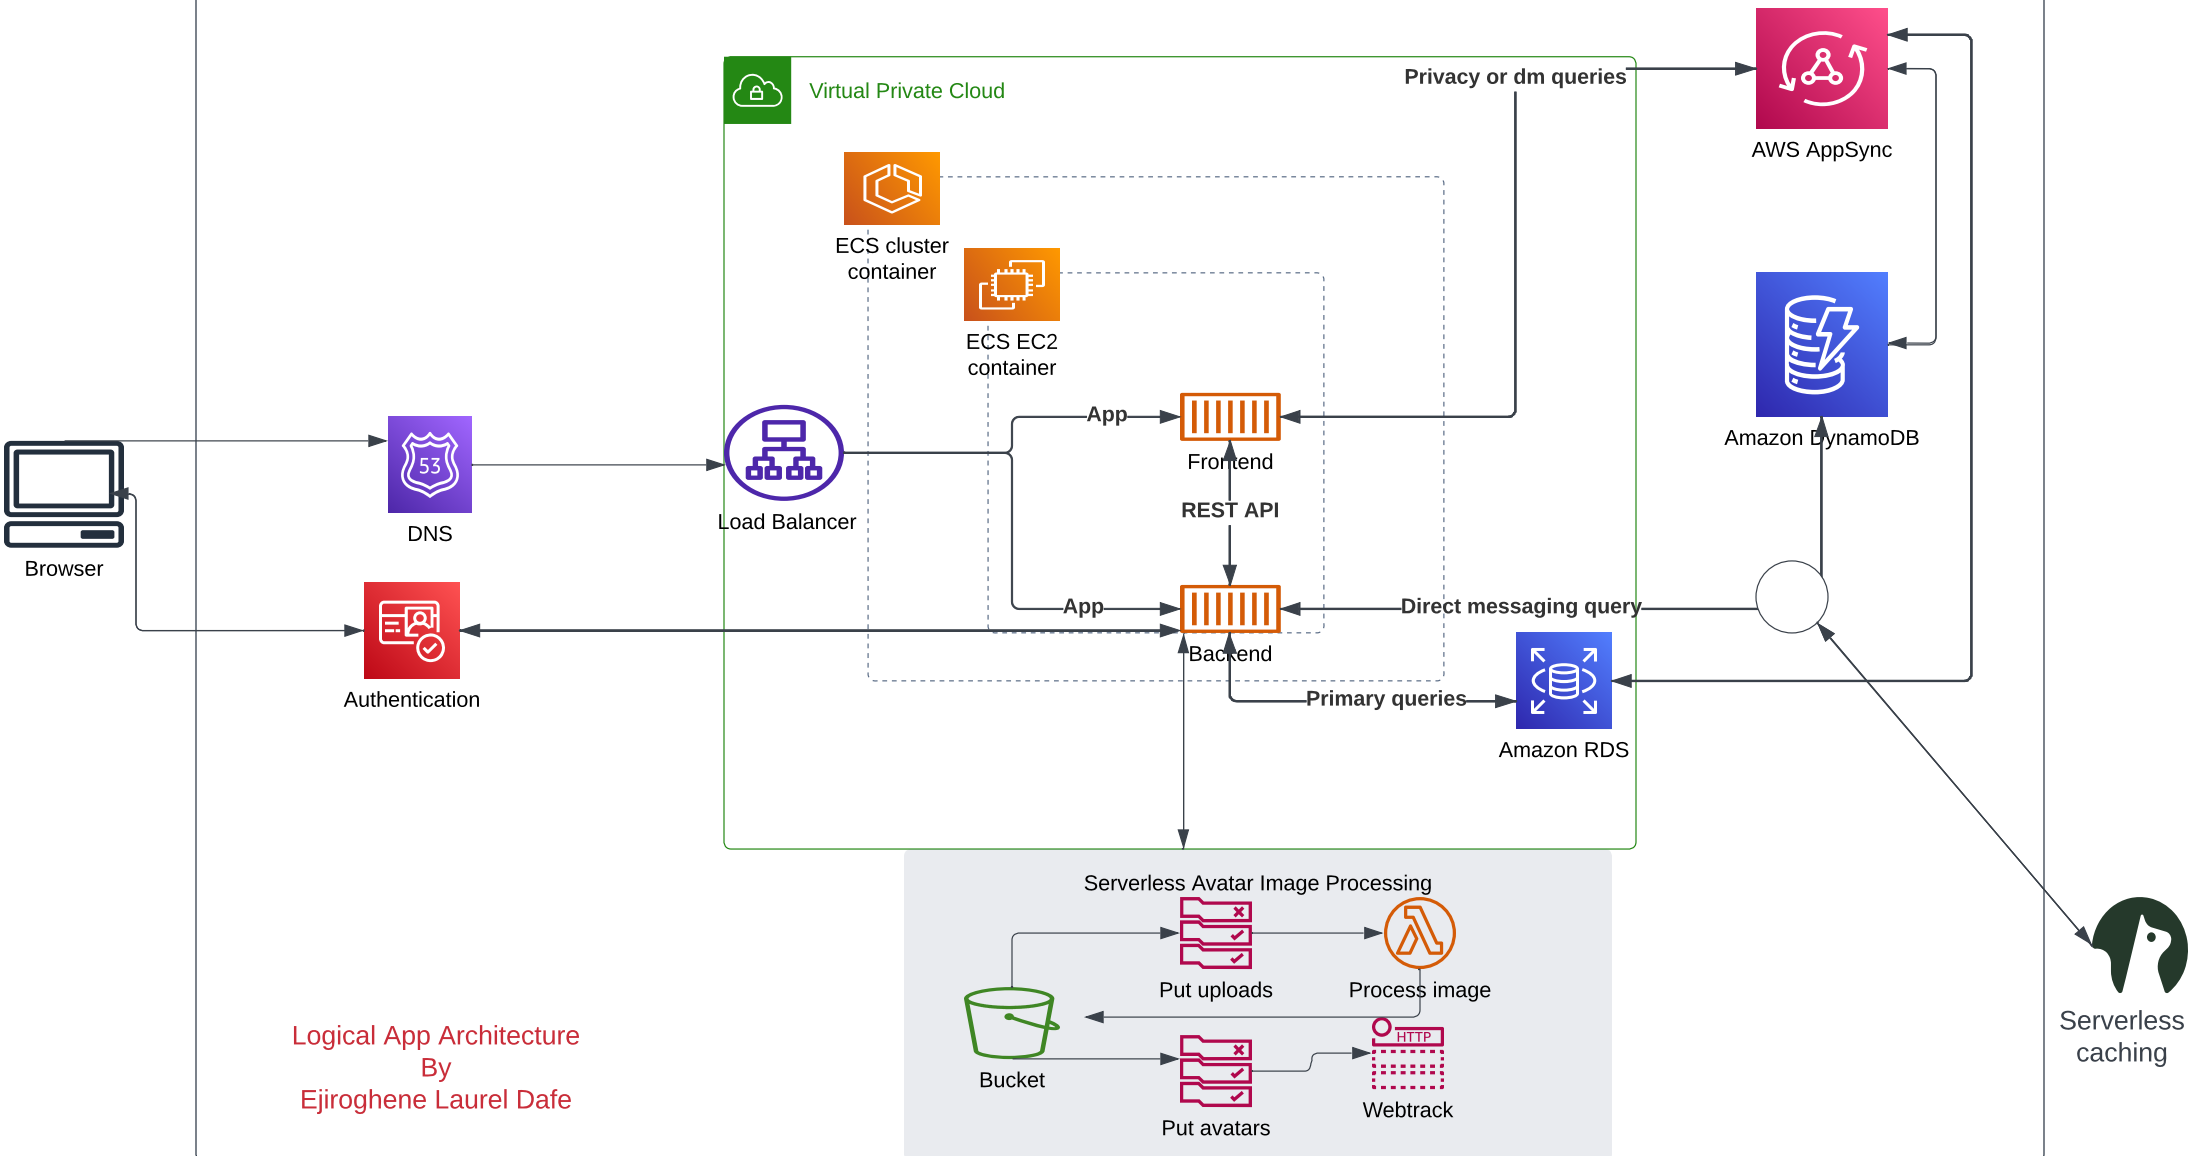 Privacy or dm queries
Virtual Private Cloud
AWS AppSync
ECS cluster
container
ECS EC2
container
App
Frontend
Amazon DynamoDB
53
DNS
Load Balancer
REST API
Browser
App
Direct messaging query
Backend
Authentication
Primary queries
Amazon RDS
Serverless Avatar Image Processing
Put uploads
Process image
HTTP
Bucket
Webtrack
Put avatars
Logical App Architecture
By
Ejiroghene Laurel Dafe
Serverless
caching